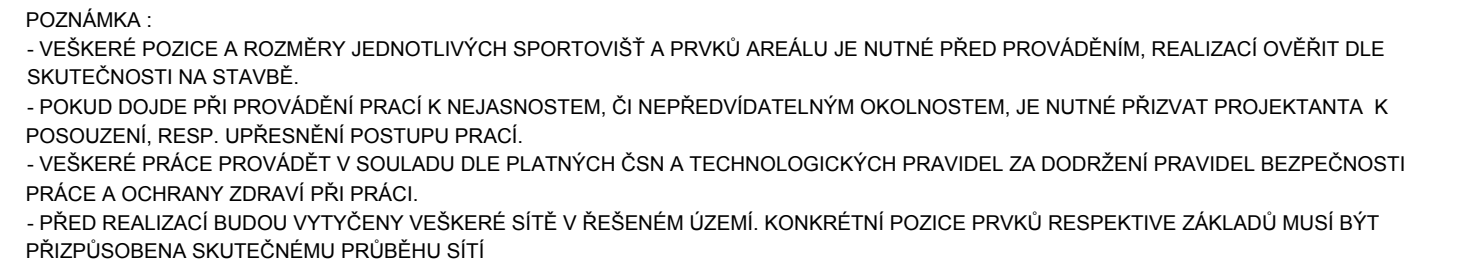 POZNÁMKA :
- VEŠKERÉ POZICE A ROZMĚRY JEDNOTLIVÝCH SPORTOVIŠŤ A PRVKŮ AREÁLU JE NUTNÉ PŘED PROVÁDĚNÍM, REALIZACÍ OVĚŘIT DLE
SKUTEČNOSTI NA STAVBĚ.
- POKUD DOJDE PŘI PROVÁDĚNÍ PRACÍ K NEJASNOSTEM, ČI NEPŘEDVÍDATELNÝM OKOLNOSTEM, JE NUTNÉ PŘIZVAT PROJEKTANTA  K
POSOUZENÍ, RESP. UPŘESNĚNÍ POSTUPU PRACÍ.
- VEŠKERÉ PRÁCE PROVÁDĚT V SOULADU DLE PLATNÝCH ČSN A TECHNOLOGICKÝCH PRAVIDEL ZA DODRŽENÍ PRAVIDEL BEZPEČNOSTI
PRÁCE A OCHRANY ZDRAVÍ PŘI PRÁCI.
- PŘED REALIZACÍ BUDOU VYTYČENY VEŠKERÉ SÍTĚ V ŘEŠENÉM ÚZEMÍ. KONKRÉTNÍ POZICE PRVKŮ RESPEKTIVE ZÁKLADŮ MUSÍ BÝT
PŘIZPŮSOBENA SKUTEČNÉMU PRŮBĚHU SÍTÍ